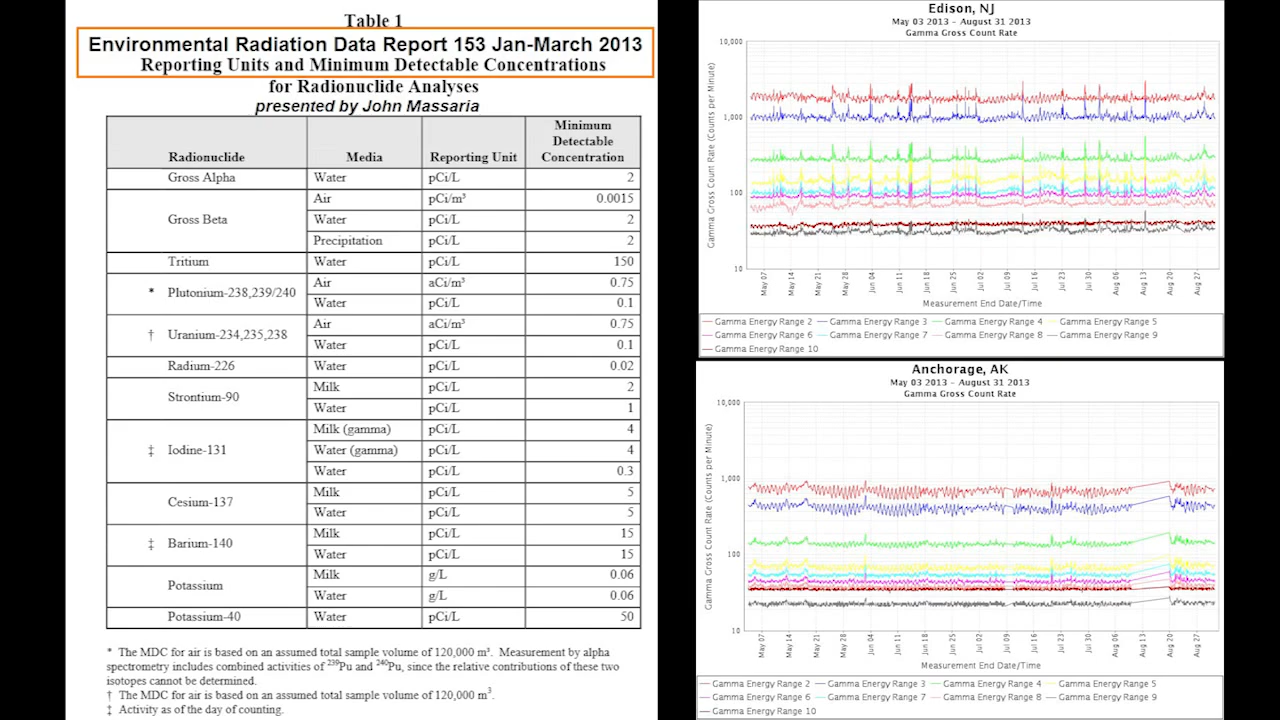 Table 1
Environmental Radiation Data Report 153 Jan-March 2013
Reporting Units and Minimum Detectable Concentrations
for Radionuclide Analyses
presented by John Massaria
Radionuclide Media Reporting Unit Minimum Detectable Concentration
Gross Alpha Water pCi/L 2
Gross Beta Air pCi/m³ 0.0015
Water pCi/L 2
Precipitation pCi/L 2
Tritium Water pCi/L 150
* Plutonium-238,239/240 Air aCi/m³ 0.75
Water pCi/L 0.1
† Uranium-234,235,238 Air aCi/m³ 0.75
Water pCi/L 0.1
Radium-226 Water pCi/L 0.02
Strontium-90 Milk pCi/L 2
Water pCi/L 1
‡ Iodine-131 Milk (gamma) pCi/L 4
Water (gamma) pCi/L 4
Water pCi/L 0.3
Cesium-137 Milk pCi/L 5
Water pCi/L 5
‡ Barium-140 Milk pCi/L 15
Water pCi/L 15
Potassium Milk g/L 0.06
Water g/L 0.06
Potassium-40 Water pCi/L 50
* The MDC for air is based on an assumed total sample volume of 120,000 m³. Measurement by alpha
spectrometry includes combined activities of ²³⁹Pu and ²⁴⁰Pu, since the relative contributions of these two
isotopes cannot be determined.
† The MDC for air is based on an assumed total sample volume of 120,000 m³.
‡ Activity as of the day of counting.
Edison, NJ
May 03 2013 - August 31 2013
Gamma Gross Count Rate
Gamma Gross Count Rate (Counts per Minute)
10,000
1,000
100
10
May 07 May 14 May 21 May 28 Jun 04 Jun 11 Jun 18 Jun 25 Jul 02 Jul 09 Jul 16 Jul 23 Jul 30 Aug 06 Aug 13 Aug 20 Aug 27
Measurement End Date/Time
Gamma Energy Range 2 Gamma Energy Range 3 Gamma Energy Range 4 Gamma Energy Range 5
Gamma Energy Range 6 Gamma Energy Range 7 Gamma Energy Range 8 Gamma Energy Range 9
Gamma Energy Range 10
Anchorage, AK
May 03 2013 - August 31 2013
Gamma Gross Count Rate
Gamma Gross Count Rate (Counts per Minute)
10,000
1,000
100
10
May 07 May 14 May 21 May 28 Jun 04 Jun 11 Jun 18 Jun 25 Jul 02 Jul 09 Jul 16 Jul 23 Jul 30 Aug 06 Aug 13 Aug 20 Aug 27
Measurement End Date/Time
Gamma Energy Range 2 Gamma Energy Range 3 Gamma Energy Range 4 Gamma Energy Range 5
Gamma Energy Range 6 Gamma Energy Range 7 Gamma Energy Range 8 Gamma Energy Range 9
Gamma Energy Range 10